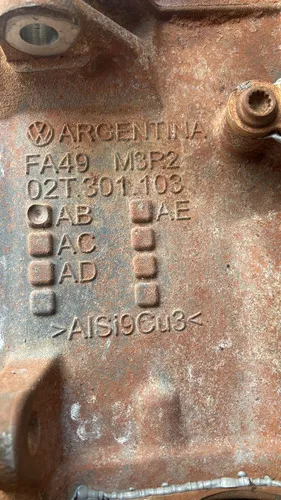 ARGENTINA
FA49 M3R2
02T.301.103
AB AE
AC
AD
>AlSi9Cu3<